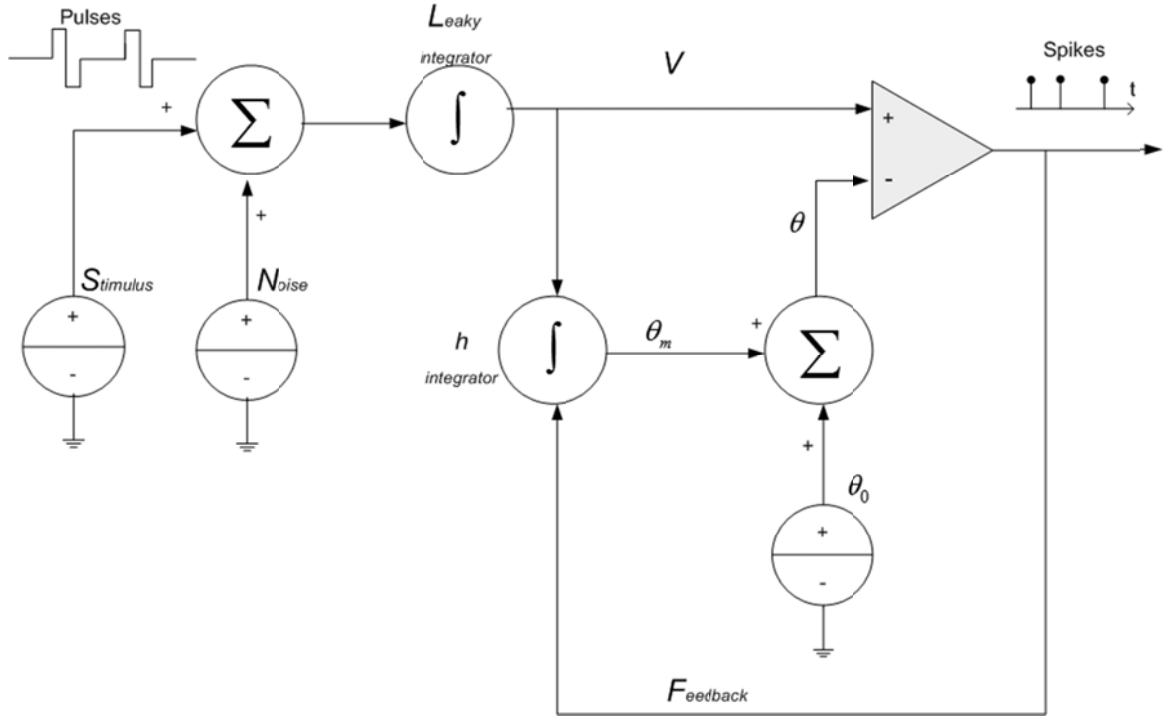 Pulses
Leaky
integrator
V
Spikes
t
+
Σ
∫
+
-
+
θ
Stimulus
Noise
+
-
+
-
h
integrator
∫
θm
+
Σ
+
θ0
+
-
Feedback